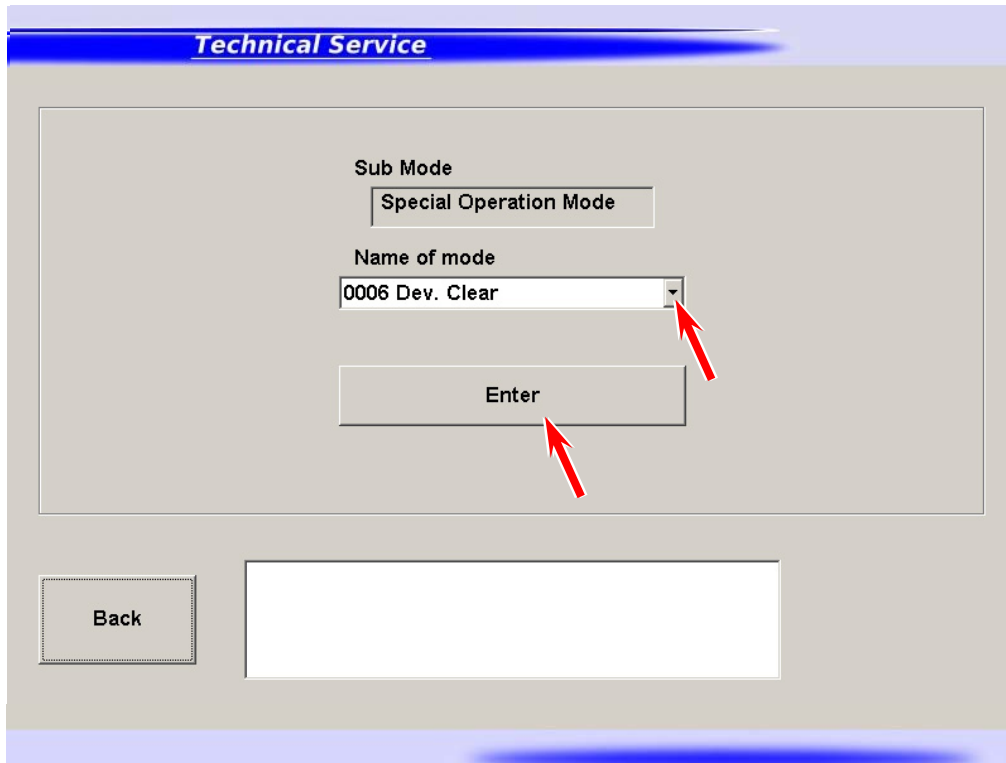 Technical Service
Sub Mode
Special Operation Mode
Name of mode
0006 Dev. Clear
Enter
Back